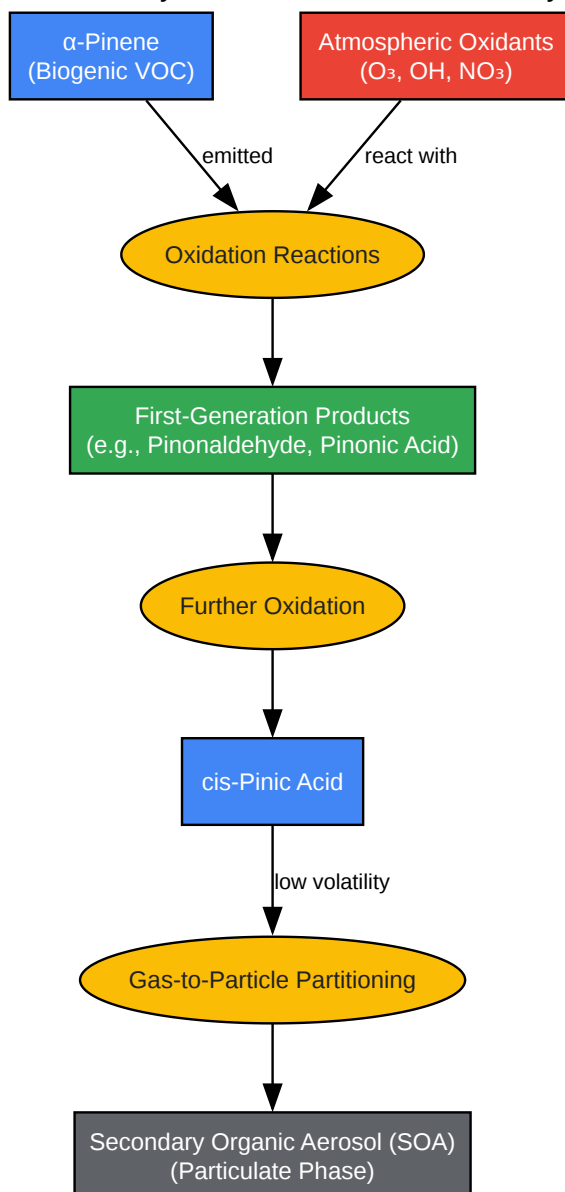 α-Pinene
(Biogenic VOC)
Atmospheric Oxidants
(O₃, OH, NO₃)
emitted
react with
Oxidation Reactions
First-Generation Products
(e.g., Pinonaldehyde, Pinonic Acid)
Further Oxidation
cis-Pinic Acid
low volatility
Gas-to-Particle Partitioning
Secondary Organic Aerosol (SOA)
(Particulate Phase)